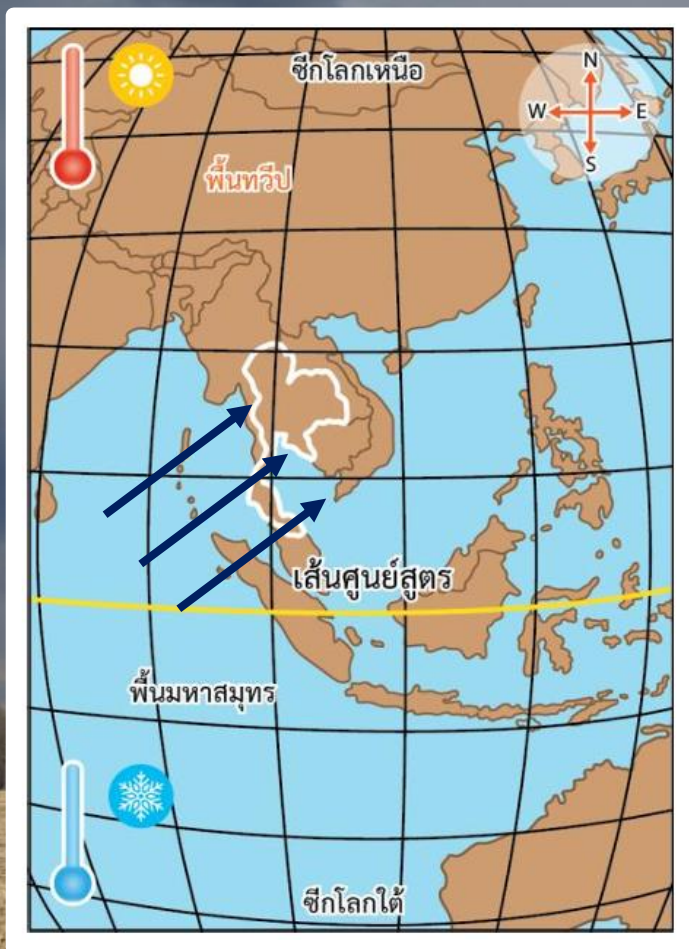 ซีกโลกเหนือ
N
W E
S
พื้นทวีป
เส้นศูนย์สูตร
พื้นมหาสมุทร
ซีกโลกใต้